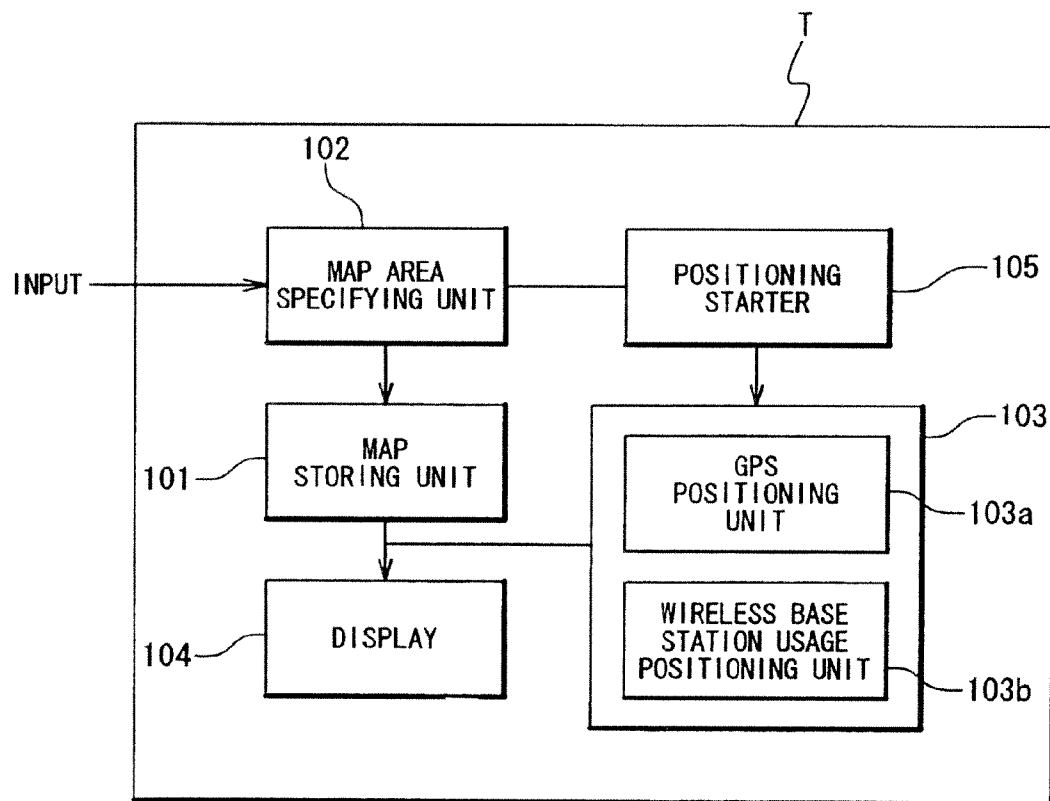 T
102
INPUT
MAP AREA
SPECIFYING UNIT
POSITIONING
STARTER
105
101
MAP
STORING UNIT
103
GPS
POSITIONING
UNIT
103a
104
DISPLAY
WIRELESS BASE
STATION USAGE
POSITIONING UNIT
103b